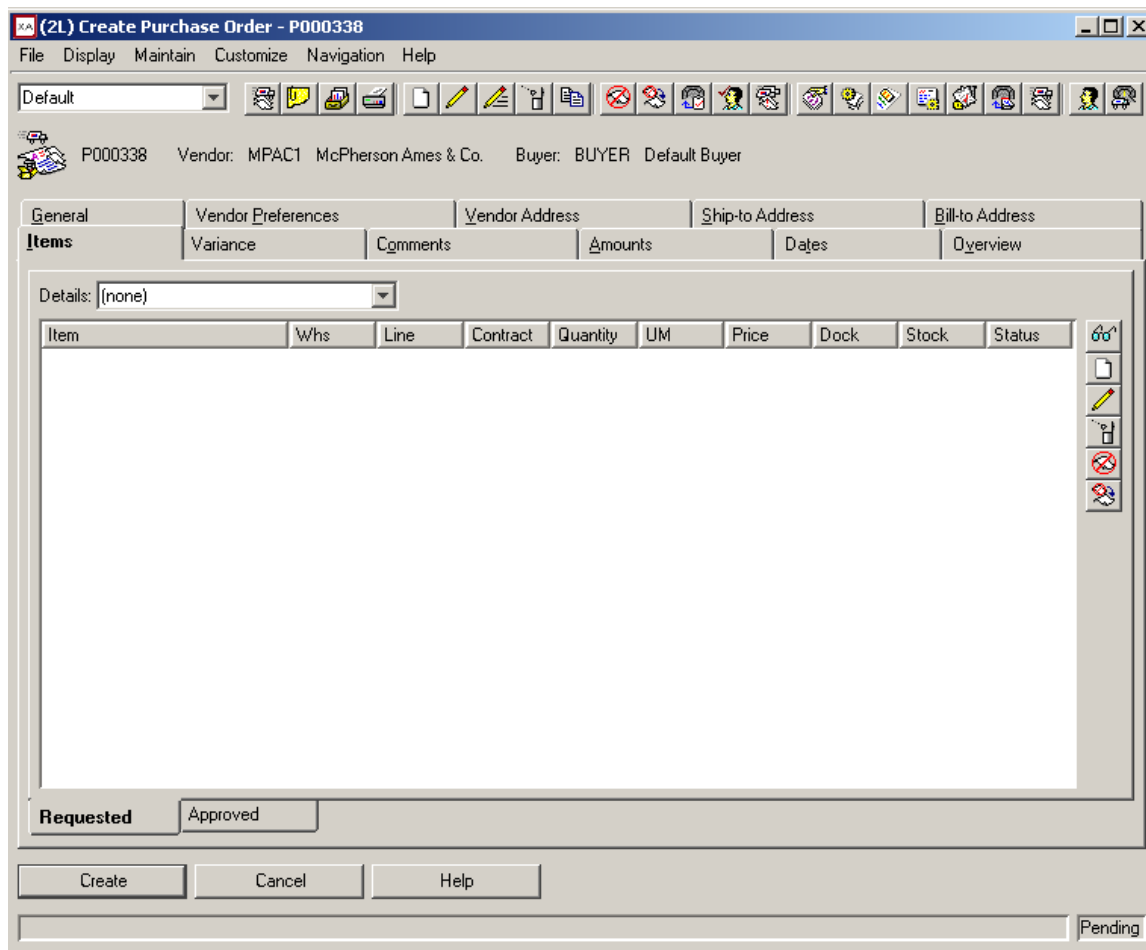 XA (2L) Create Purchase Order - P000338
File Display Maintain Customize Navigation Help
Default
P000338 Vendor: MPAC1 McPherson Ames & Co. Buyer: BUYER Default Buyer
General Vendor Preferences Vendor Address Ship-to Address Bill-to Address
Items Variance Comments Amounts Dates Overview
Details: (none)
Item Whs Line Contract Quantity UM Price Dock Stock Status
Requested Approved
Create Cancel Help
Pending